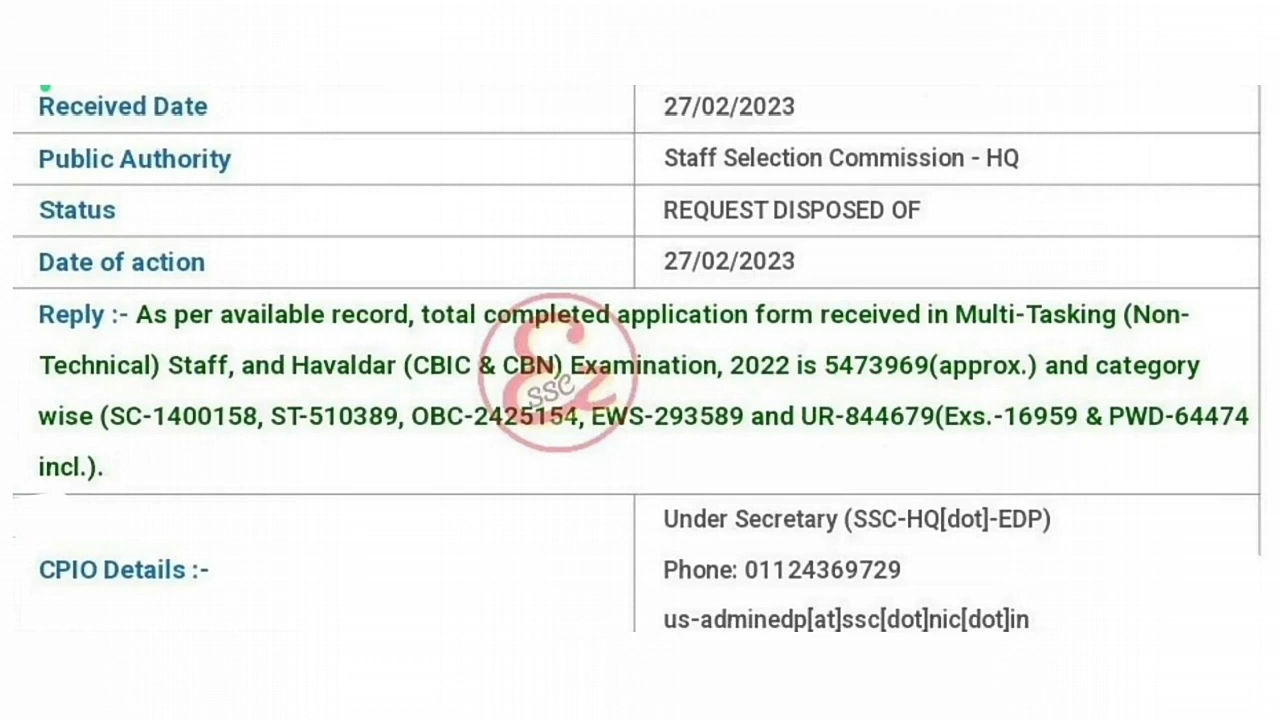 Received Date 27/02/2023
Public Authority Staff Selection Commission - HQ
Status REQUEST DISPOSED OF
Date of action 27/02/2023
Reply :- As per available record, total completed application form received in Multi-Tasking (Non-
Technical) Staff, and Havaldar (CBIC & CBN) Examination, 2022 is 5473969(approx.) and category
wise (SC-1400158, ST-510389, OBC-2425154, EWS-293589 and UR-844679(Exs.-16959 & PWD-64474
incl.).
SSC
Under Secretary (SSC-HQ[dot]-EDP)
CPIO Details :- Phone: 01124369729
us-adminedp[at]ssc[dot]nic[dot]in